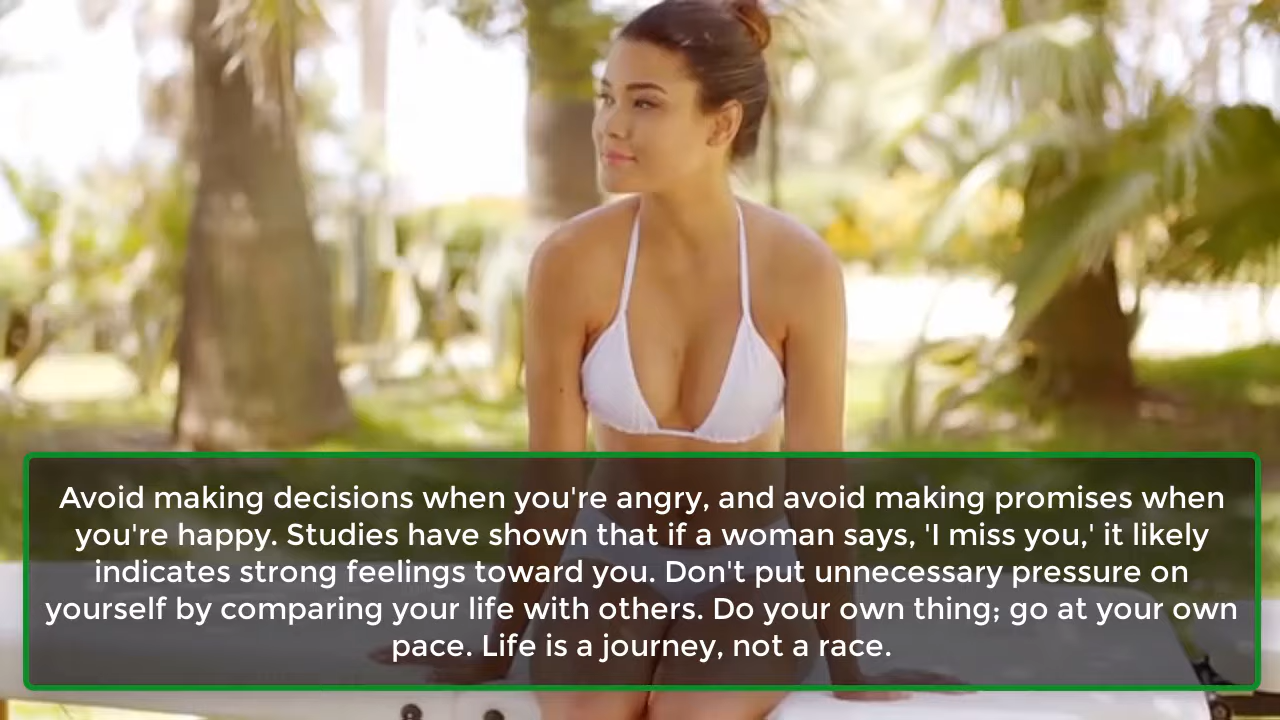 Avoid making decisions when you're angry, and avoid making promises when
you're happy. Studies have shown that if a woman says, 'I miss you,' it likely
indicates strong feelings toward you. Don't put unnecessary pressure on
yourself by comparing your life with others. Do your own thing; go at your own
pace. Life is a journey, not a race.